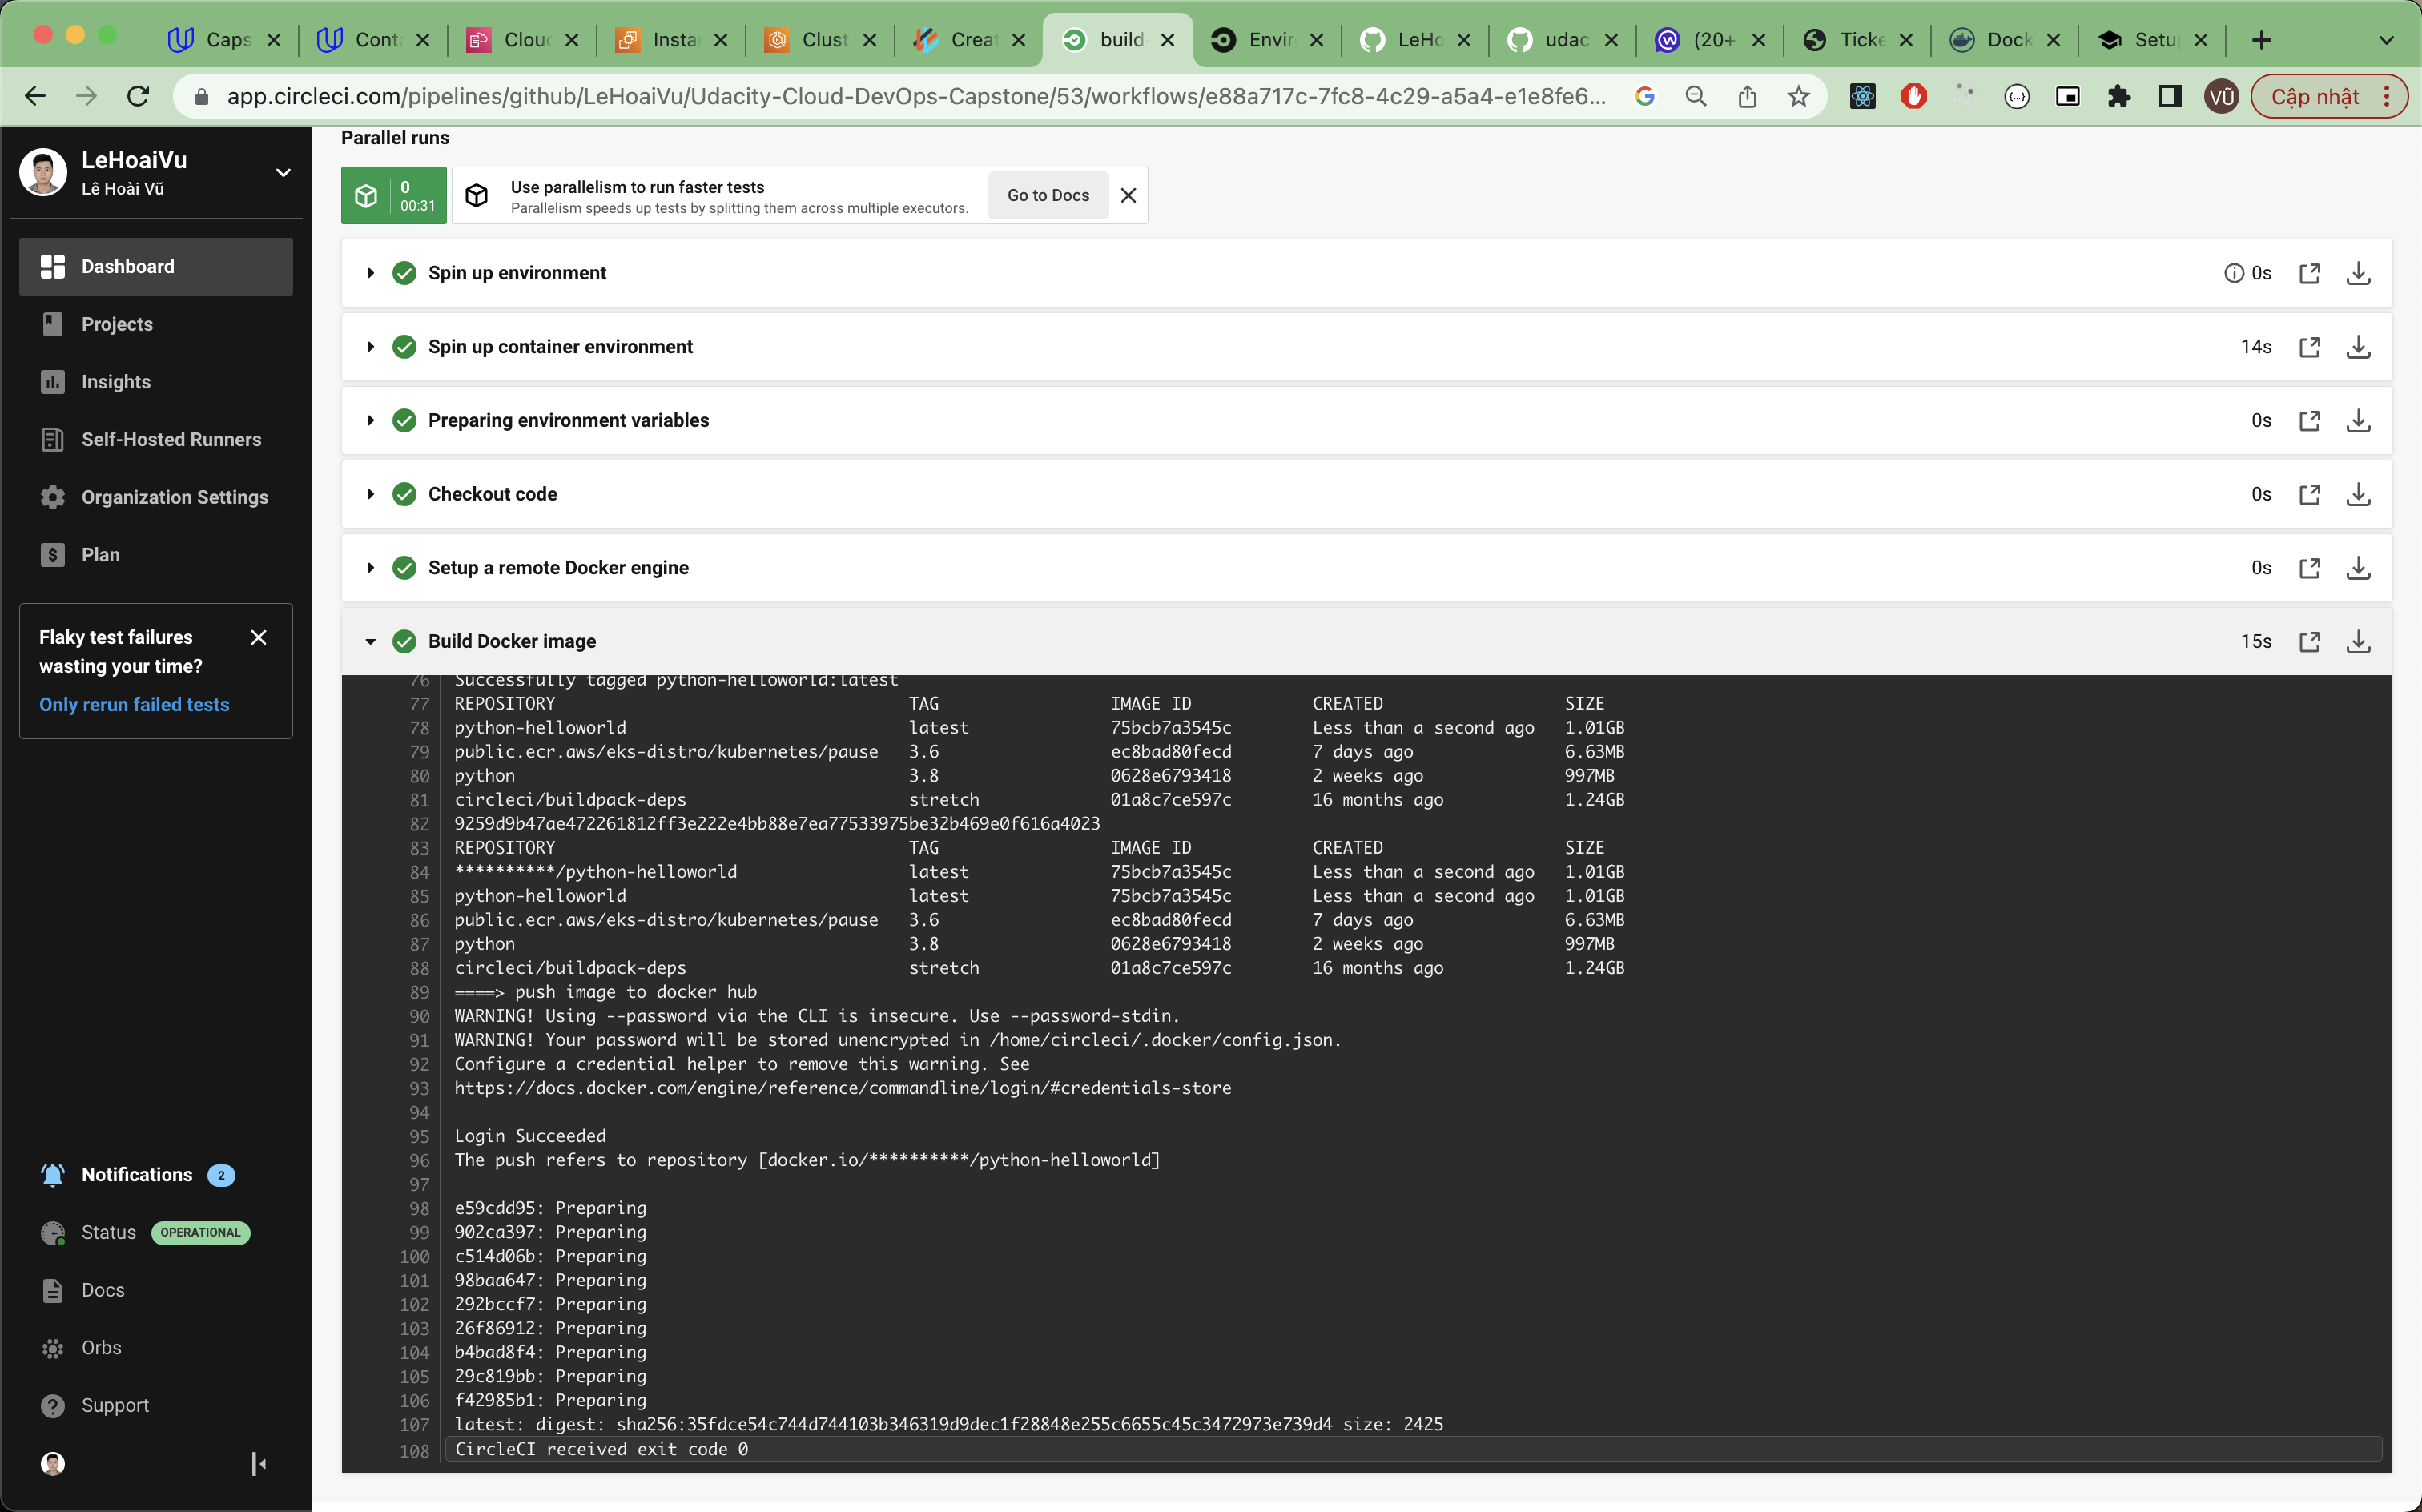 Caps
Conta
Cloud
Insta
Clust
Creat
build-
Envir
LeHo
udac
(20+
Ticke
Dock
Setup
app.circleci.com/pipelines/github/LeHoaiVu/Udacity-Cloud-DevOps-Capstone/53/workflows/e88a717c-7fc8-4c29-a5a4-e1e8fe6...
VŨ
Cập nhật
LeHoaiVu
Lê Hoài Vũ
Dashboard
Projects
Insights
Self-Hosted Runners
Organization Settings
Plan
Flaky test failures
wasting your time?
Only rerun failed tests
Notifications 2
Status OPERATIONAL
Docs
Orbs
Support
Parallel runs
0
00:31
Use parallelism to run faster tests
Parallelism speeds up tests by splitting them across multiple executors.
Go to Docs
Spin up environment 0s
Spin up container environment 14s
Preparing environment variables 0s
Checkout code 0s
Setup a remote Docker engine 0s
Build Docker image 15s
76 Successfully tagged python-helloworld:latest
77 REPOSITORY TAG IMAGE ID CREATED SIZE
78 python-helloworld latest 75bcb7a3545c Less than a second ago 1.01GB
79 public.ecr.aws/eks-distro/kubernetes/pause 3.6 ec8bad80fecd 7 days ago 6.63MB
80 python 3.8 0628e6793418 2 weeks ago 997MB
81 circleci/buildpack-deps stretch 01a8c7ce597c 16 months ago 1.24GB
82 9259d9b47ae472261812ff3e222e4bb88e7ea77533975be32b469e0f616a4023
83 REPOSITORY TAG IMAGE ID CREATED SIZE
84 **********/python-helloworld latest 75bcb7a3545c Less than a second ago 1.01GB
85 python-helloworld latest 75bcb7a3545c Less than a second ago 1.01GB
86 public.ecr.aws/eks-distro/kubernetes/pause 3.6 ec8bad80fecd 7 days ago 6.63MB
87 python 3.8 0628e6793418 2 weeks ago 997MB
88 circleci/buildpack-deps stretch 01a8c7ce597c 16 months ago 1.24GB
89 ====> push image to docker hub
90 WARNING! Using --password via the CLI is insecure. Use --password-stdin.
91 WARNING! Your password will be stored unencrypted in /home/circleci/.docker/config.json.
92 Configure a credential helper to remove this warning. See
93 https://docs.docker.com/engine/reference/commandline/login/#credentials-store
94
95 Login Succeeded
96 The push refers to repository [docker.io/**********/python-helloworld]
97
98 e59cdd95: Preparing
99 902ca397: Preparing
100 c514d06b: Preparing
101 98baa647: Preparing
102 292bccf7: Preparing
103 26f86912: Preparing
104 b4bad8f4: Preparing
105 29c819bb: Preparing
106 f42985b1: Preparing
107 latest: digest: sha256:35fdce54c744d744103b346319d9dec1f28848e255c6655c45c3472973e739d4 size: 2425
108 CircleCI received exit code 0